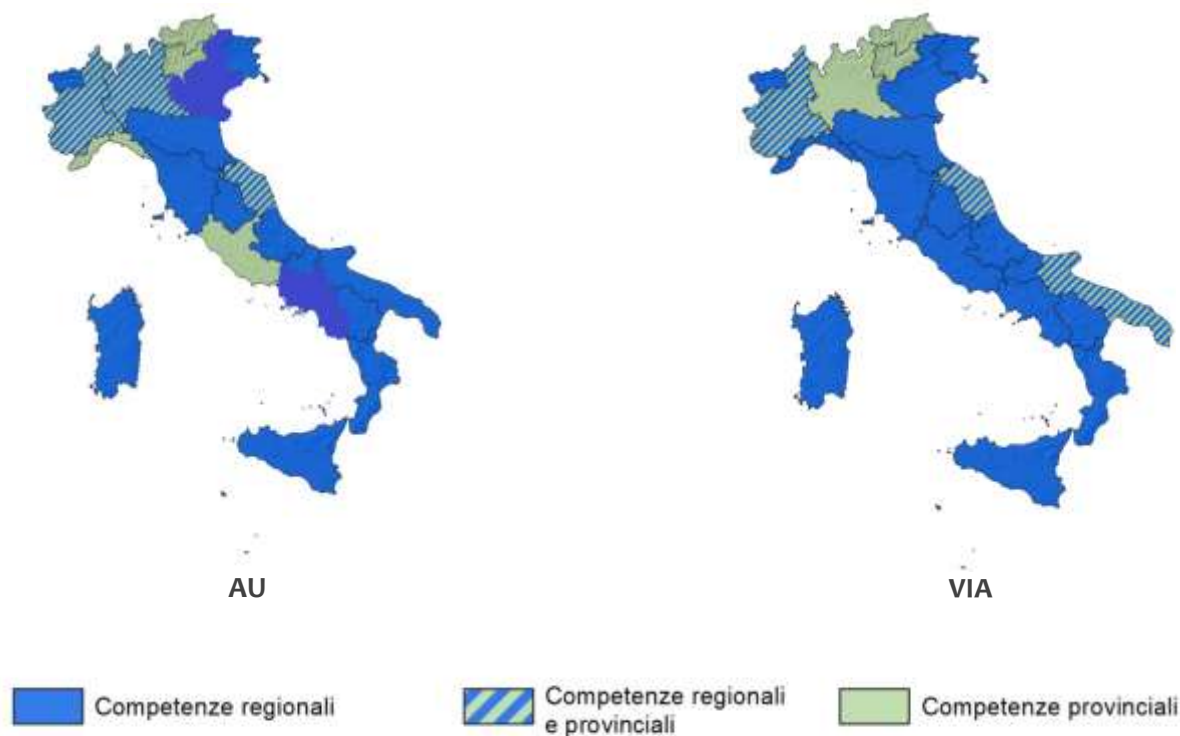 AU
VIA
Competenze regionali
Competenze regionali
e provinciali
Competenze provinciali